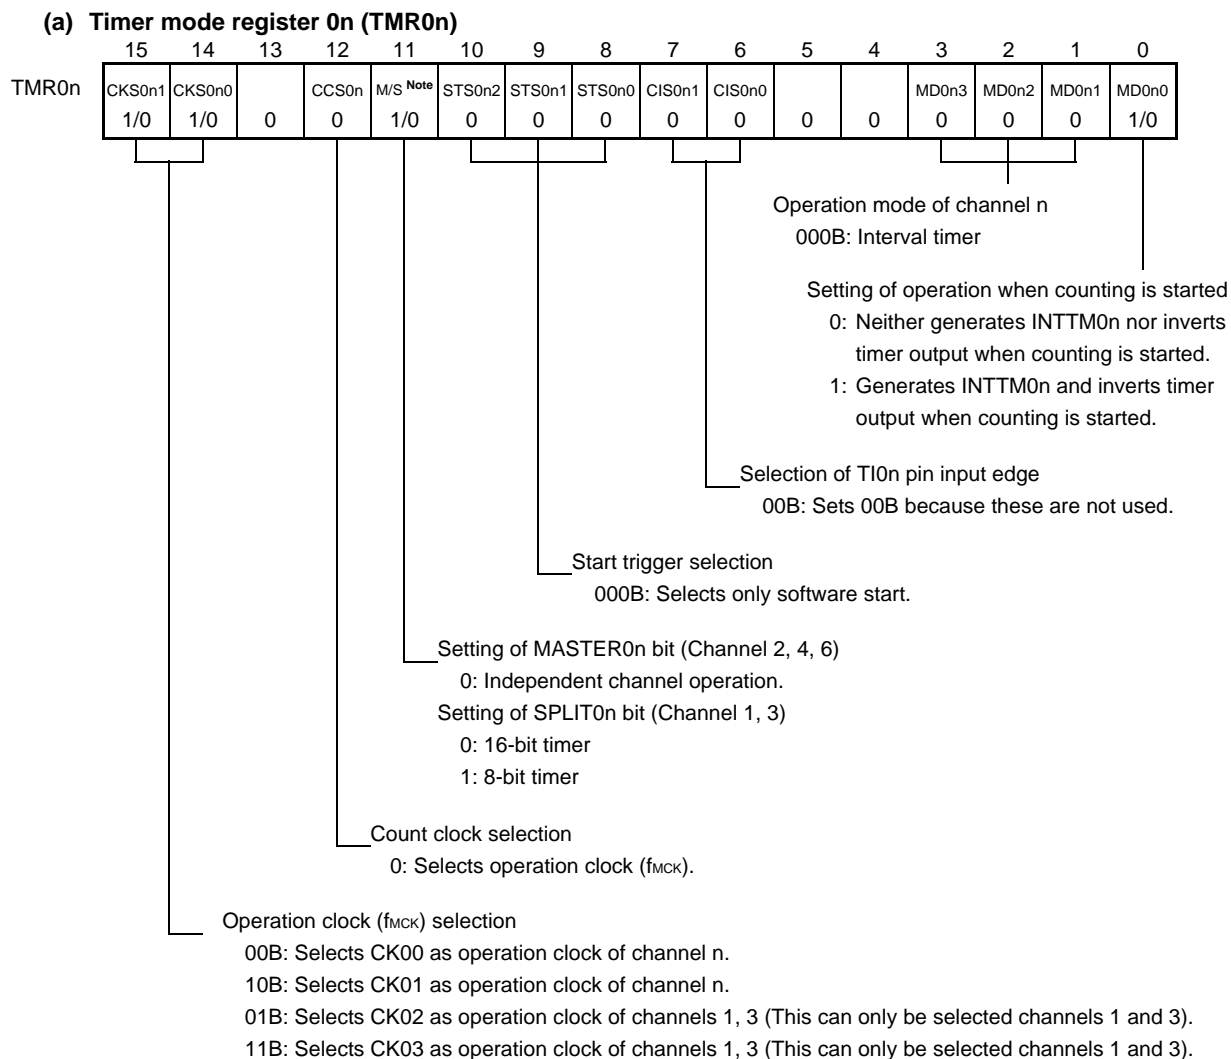 (a) Timer mode register 0n (TMR0n)
15 14 13 12 11 10 9 8 7 6 5 4 3 2 1 0
TMR0n CKS0n1 CKS0n0 CCS0n M/S Note STS0n2 STS0n1 STS0n0 CIS0n1 CIS0n0 MD0n3 MD0n2 MD0n1 MD0n0
1/0 1/0 0 0 1/0 0 0 0 0 0 0 0 0 0 0 1/0
Operation mode of channel n
000B: Interval timer
Setting of operation when counting is started
0: Neither generates INTTM0n nor inverts
timer output when counting is started.
1: Generates INTTM0n and inverts timer
output when counting is started.
Selection of TI0n pin input edge
00B: Sets 00B because these are not used.
Start trigger selection
000B: Selects only software start.
Setting of MASTER0n bit (Channel 2, 4, 6)
0: Independent channel operation.
Setting of SPLIT0n bit (Channel 1, 3)
0: 16-bit timer
1: 8-bit timer
Count clock selection
0: Selects operation clock (fMCK).
Operation clock (fMCK) selection
00B: Selects CK00 as operation clock of channel n.
10B: Selects CK01 as operation clock of channel n.
01B: Selects CK02 as operation clock of channels 1, 3 (This can only be selected channels 1 and 3).
11B: Selects CK03 as operation clock of channels 1, 3 (This can only be selected channels 1 and 3).